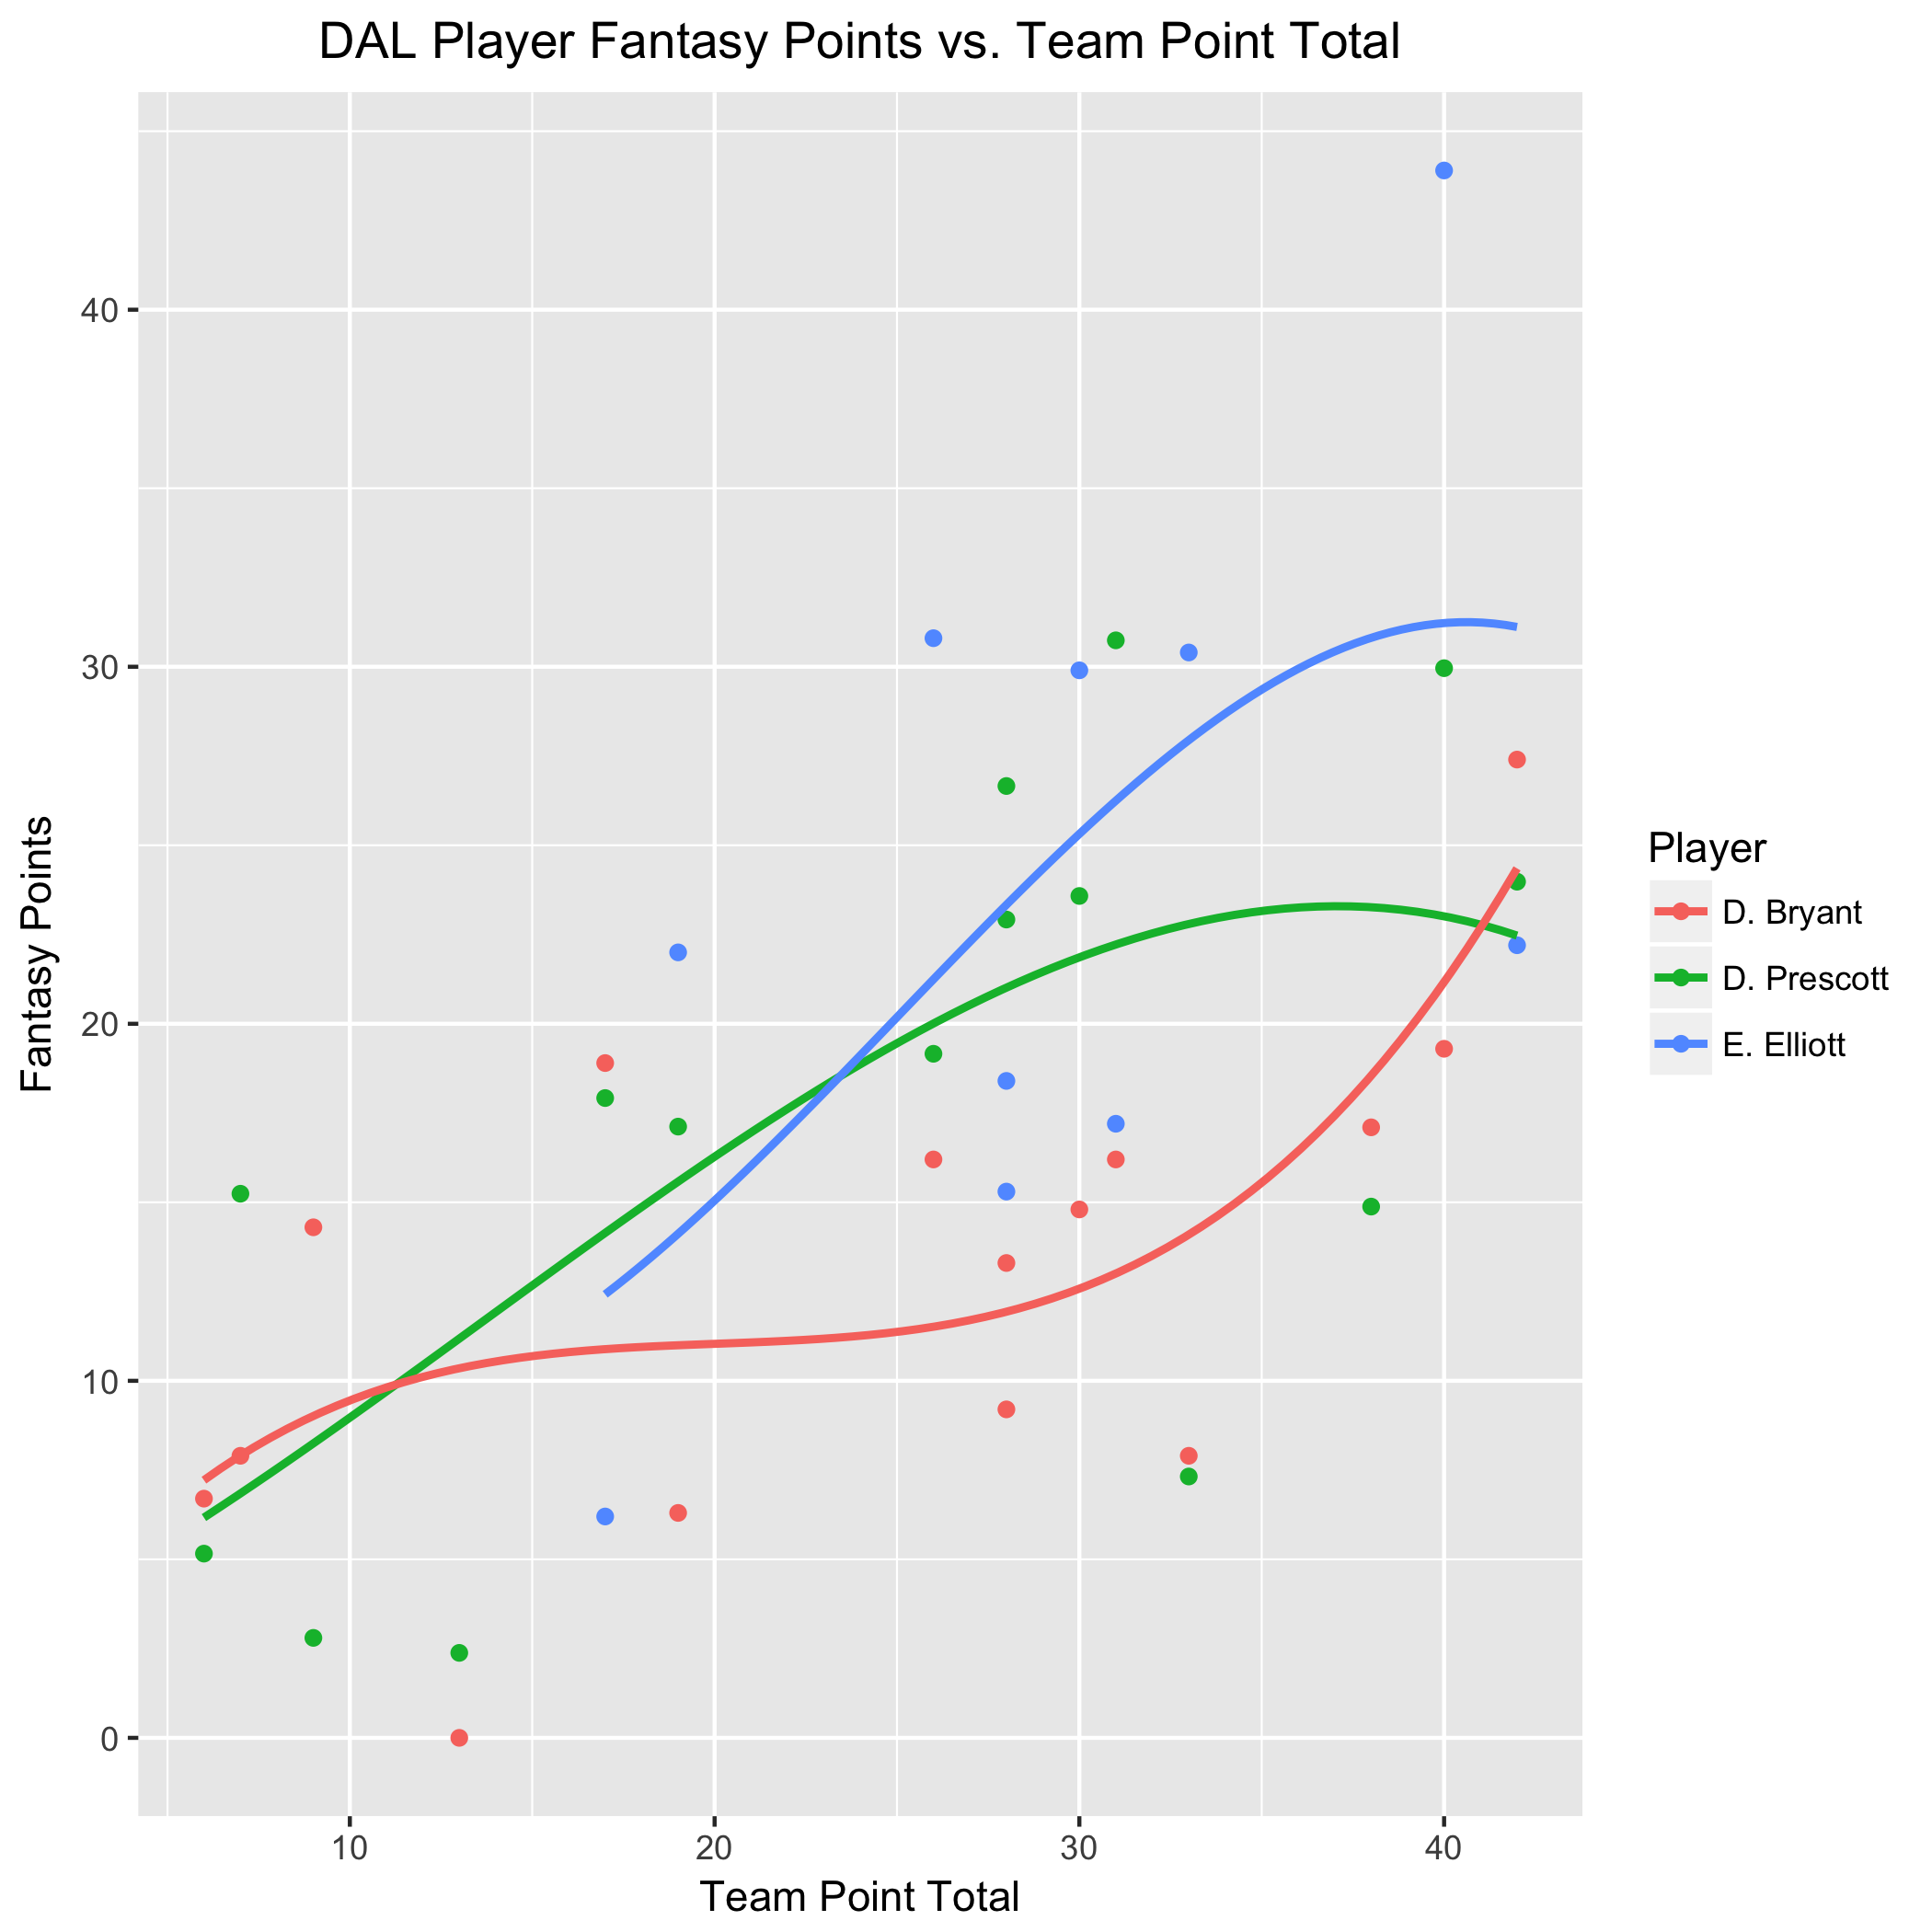 DAL Player Fantasy Points vs. Team Point Total
Fantasy Points
40
30
20
10
0
10 20 30 40
Team Point Total
Player
D. Bryant
D. Prescott
E. Elliott